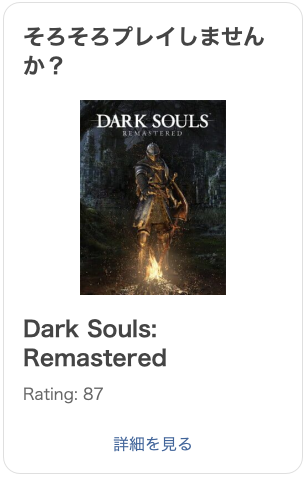 そろそろプレイしません
か？
DARK SOULS
REMASTERED
Dark Souls:
Remastered
Rating: 87
詳細を見る